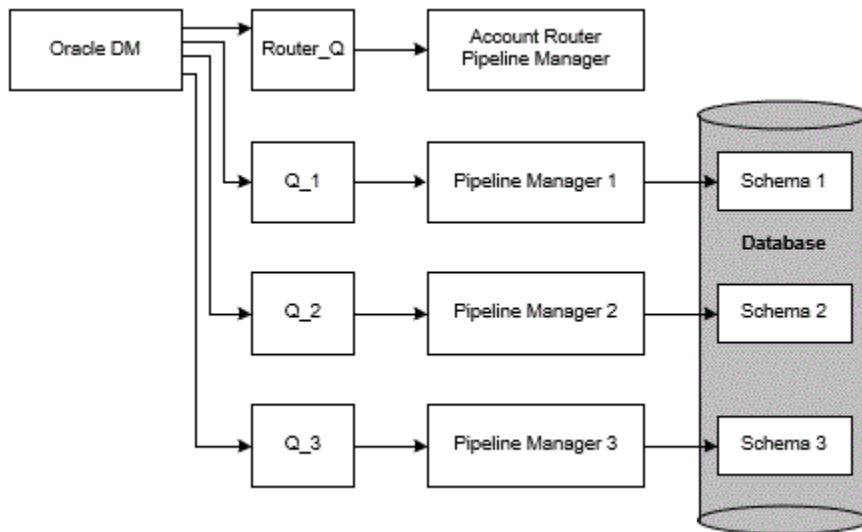 Oracle DM
Router_Q
Account Router
Pipeline Manager
Q_1
Pipeline Manager 1
Schema 1
Database
Q_2
Pipeline Manager 2
Schema 2
Q_3
Pipeline Manager 3
Schema 3